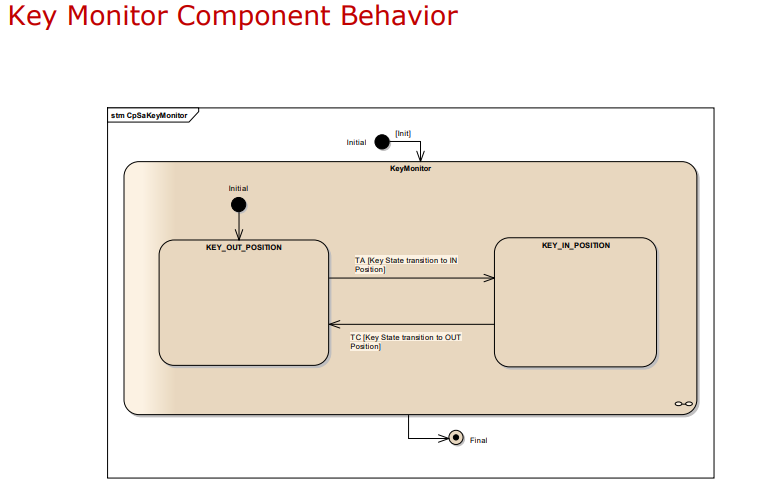 Key Monitor Component Behavior
stm CpSaKeyMonitor
[Init]
Initial
KeyMonitor
Initial
KEY_OUT_POSITION
KEY_IN_POSITION
TA [Key State transition to IN
Position]
TC [Key State transition to OUT
Position]
Final